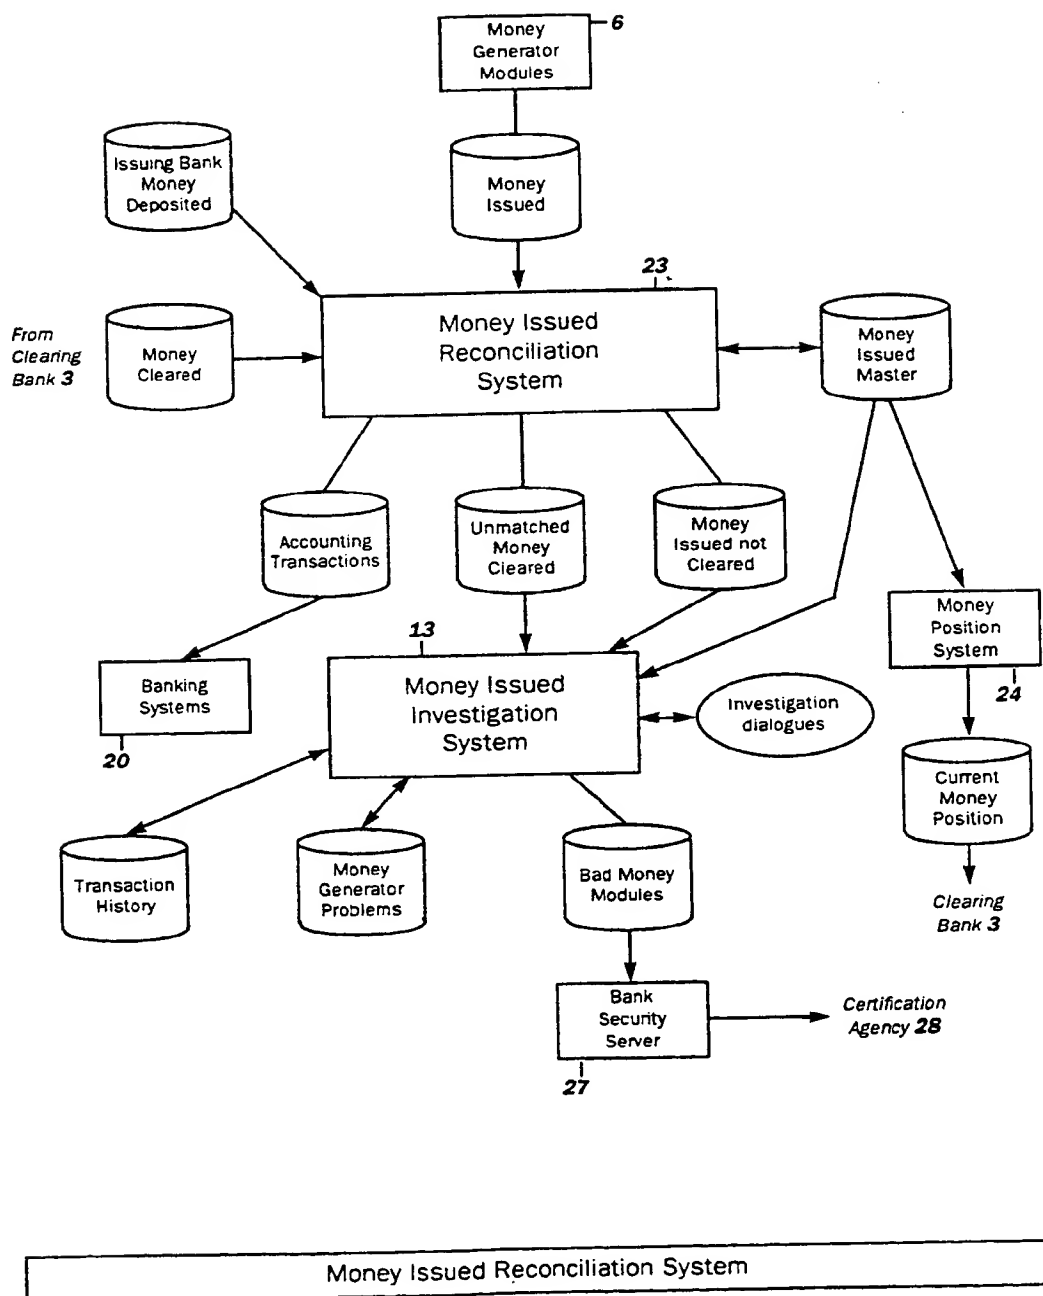 Money
Generator
Modules
6
Issuing Bank
Money
Deposited
Money
Issued
23
From
Clearing
Bank 3
Money
Cleared
Money Issued
Reconciliation
System
Money
Issued
Master
Accounting
Transactions
Unmatched
Money
Cleared
Money
Issued not
Cleared
13
Money
Position
System
24
Banking
Systems
20
Money Issued
Investigation
System
Investigation
dialogues
Current
Money
Position
Transaction
History
Money
Generator
Problems
Bad Money
Modules
Clearing
Bank 3
Bank
Security
Server
27
Certification
Agency 28
Money Issued Reconciliation System